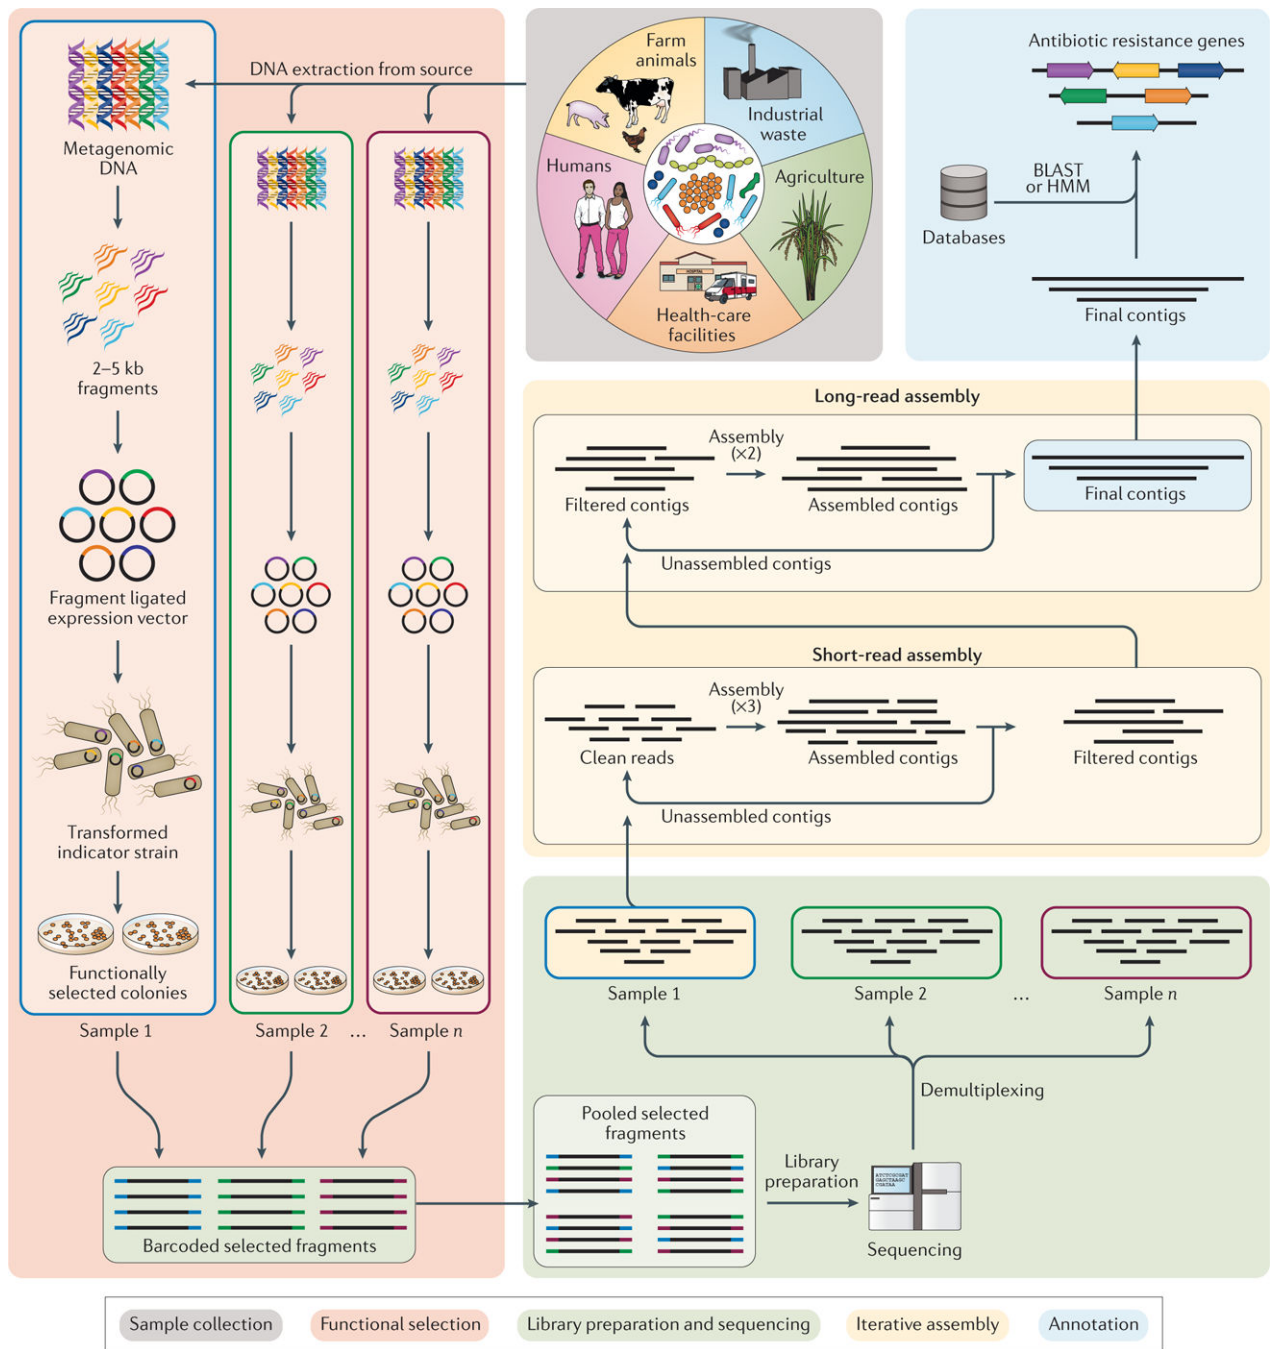 DNA extraction from source
Metagenomic
DNA
2–5 kb
fragments
Fragment ligated
expression vector
Transformed
indicator strain
Functionally
selected colonies
Sample 1
Sample 2
...
Sample n
Barcoded selected fragments
Farm
animals
Industrial
waste
Humans
Agriculture
HOSPITAL
Health-care
facilities
Antibiotic resistance genes
BLAST
or HMM
Databases
Final contigs
Long-read assembly
Assembly
(×2)
Filtered contigs
Assembled contigs
Final contigs
Unassembled contigs
Short-read assembly
Assembly
(×3)
Clean reads
Assembled contigs
Filtered contigs
Unassembled contigs
Sample 1
Sample 2
...
Sample n
Demultiplexing
Pooled selected
fragments
Library
preparation
Sequencing
Sample collection
Functional selection
Library preparation and sequencing
Iterative assembly
Annotation